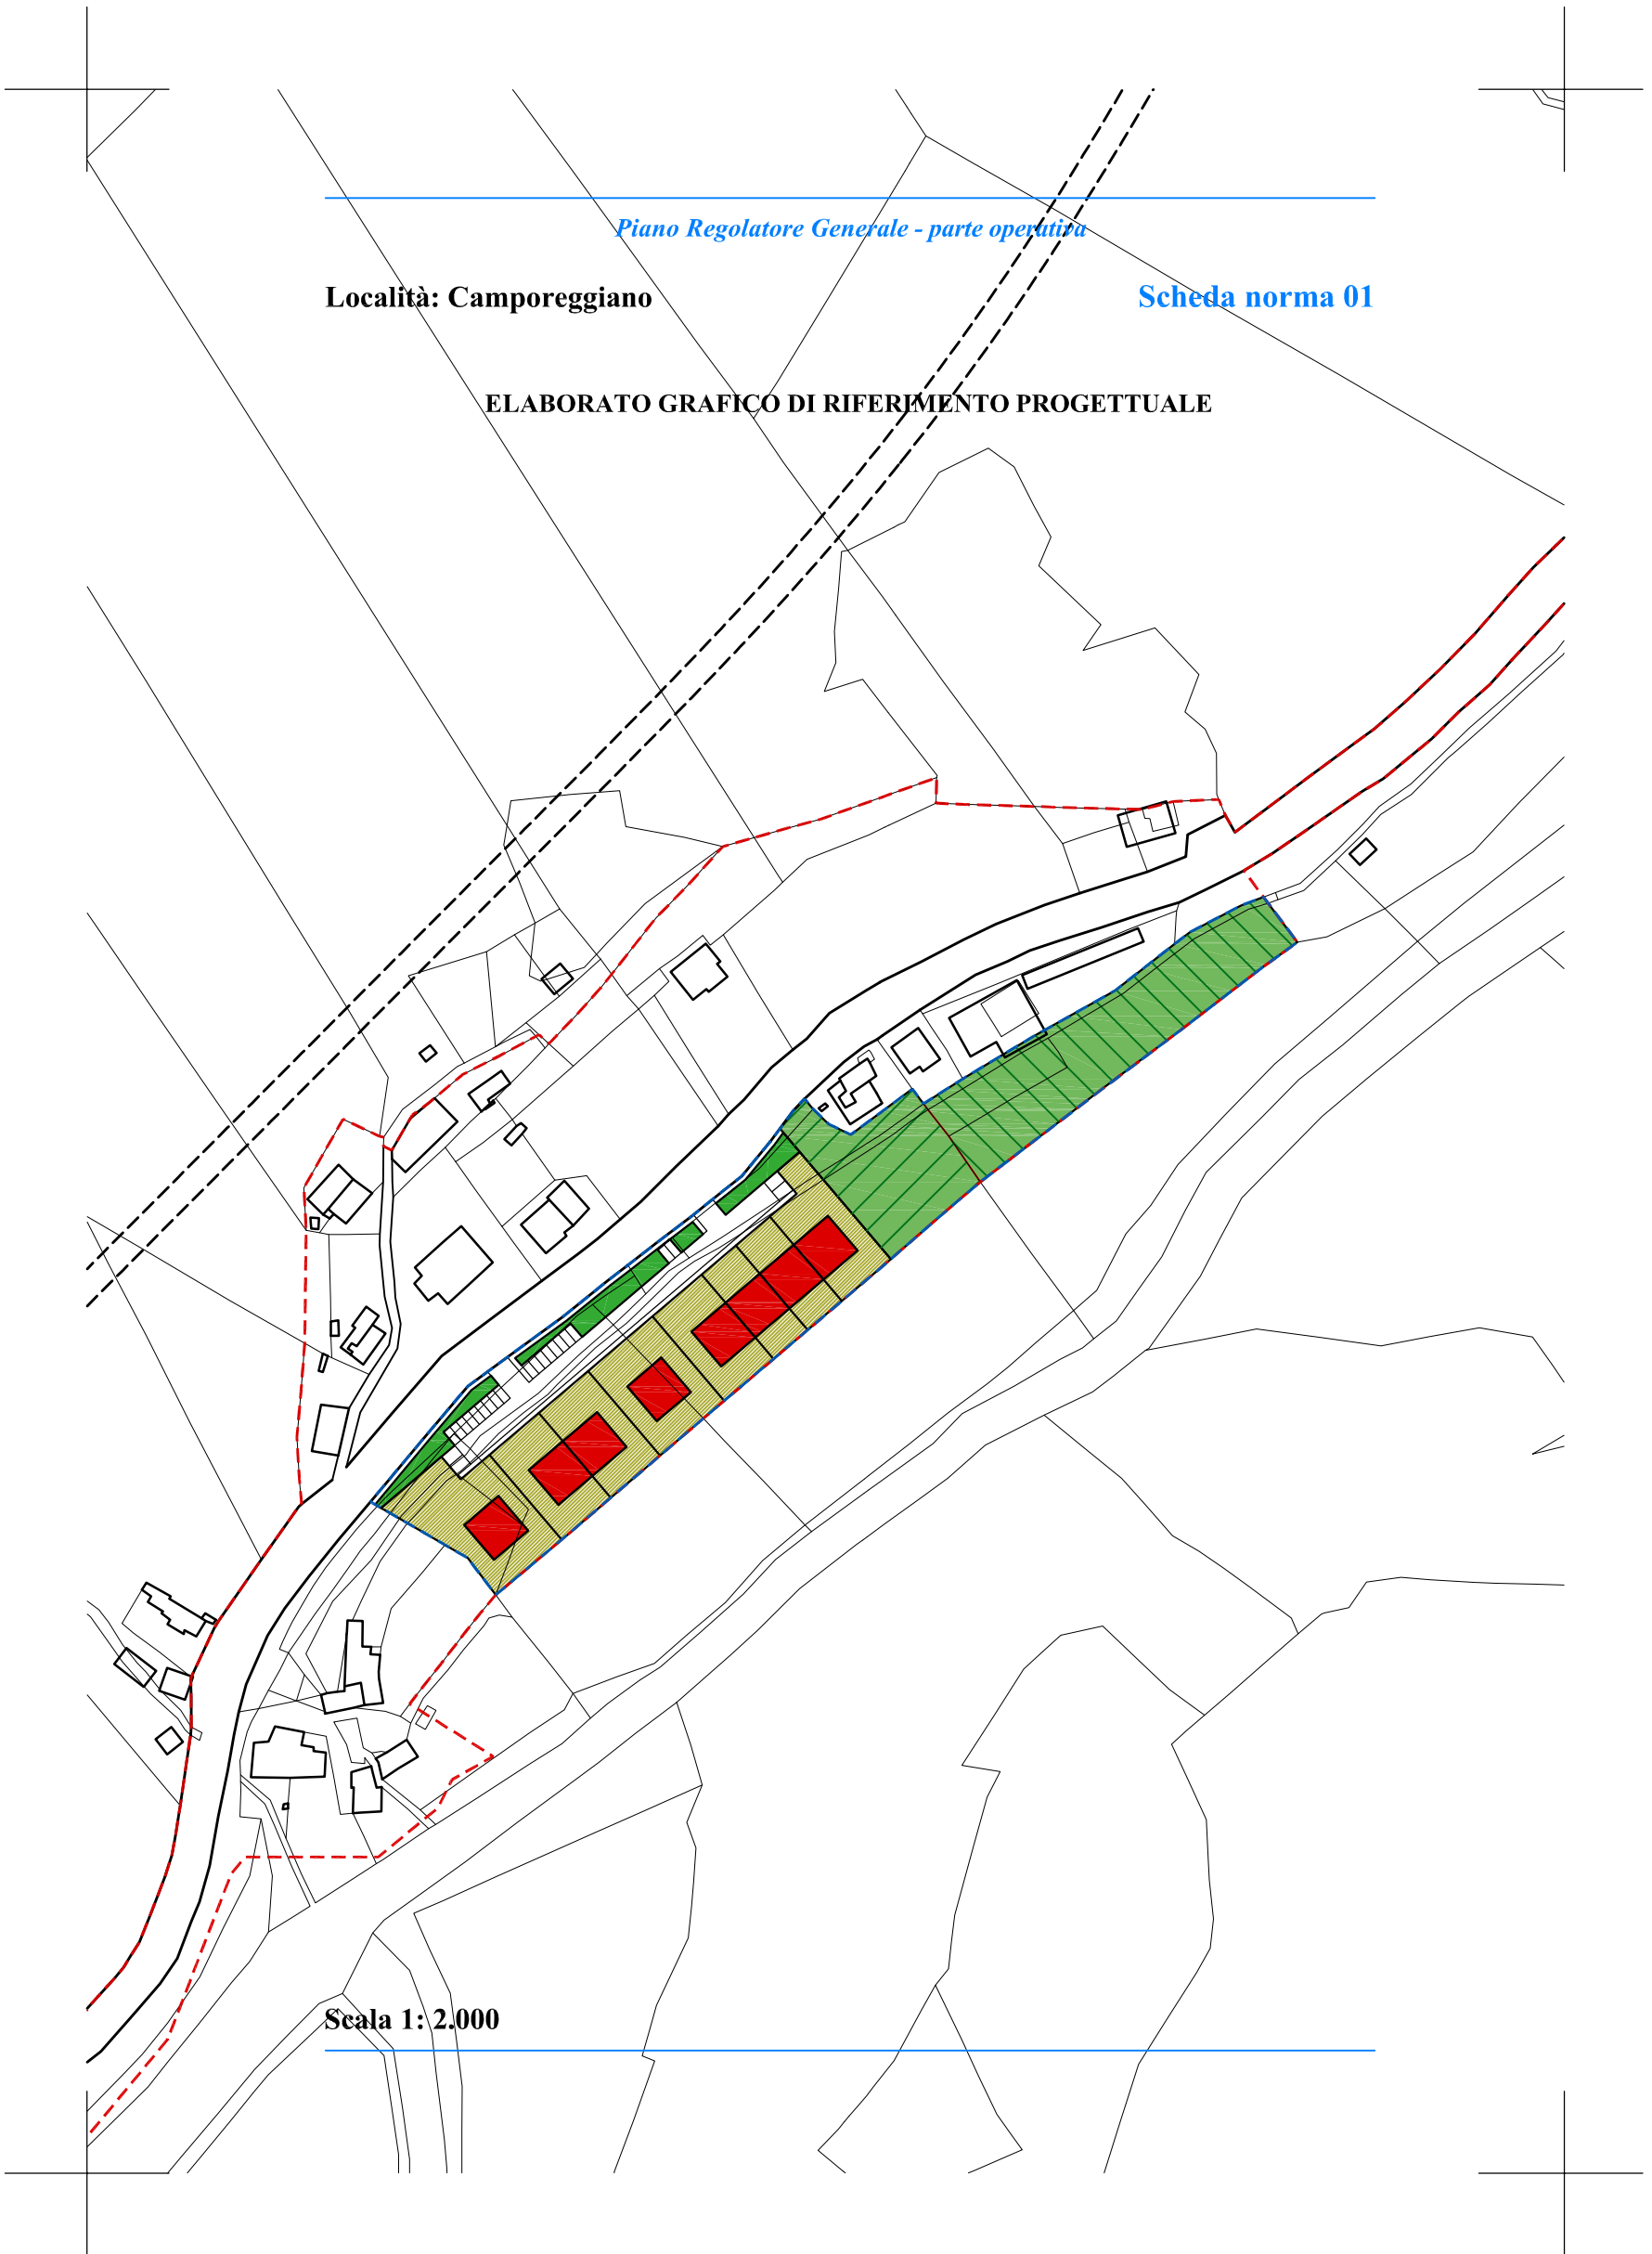 Piano Regolatore Generale - parte operativa
Località: Camporeggiano
Scheda norma 01
ELABORATO GRAFICO DI RIFERIMENTO PROGETTUALE
Scala 1: 2.000